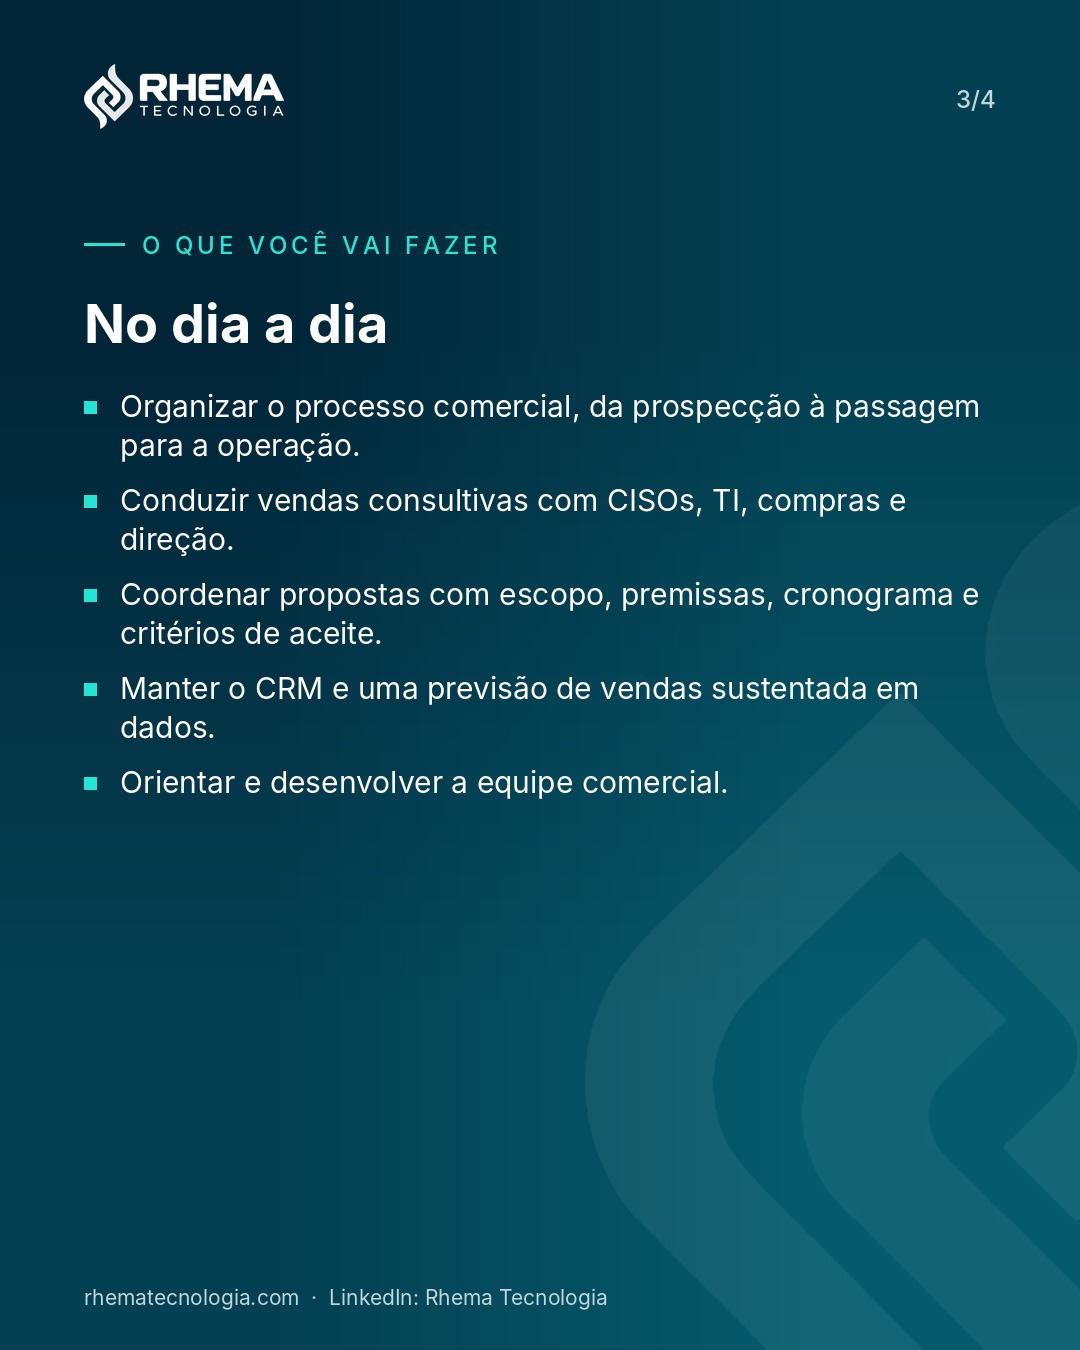 RHEMA
TECNOLOGIA
3/4
O QUE VOCÊ VAI FAZER
No dia a dia
Organizar o processo comercial, da prospecção à passagem
para a operação.
Conduzir vendas consultivas com CISOs, TI, compras e
direção.
Coordenar propostas com escopo, premissas, cronograma e
critérios de aceite.
Manter o CRM e uma previsão de vendas sustentada em
dados.
Orientar e desenvolver a equipe comercial.
rhematecnologia.com · LinkedIn: Rhema Tecnologia